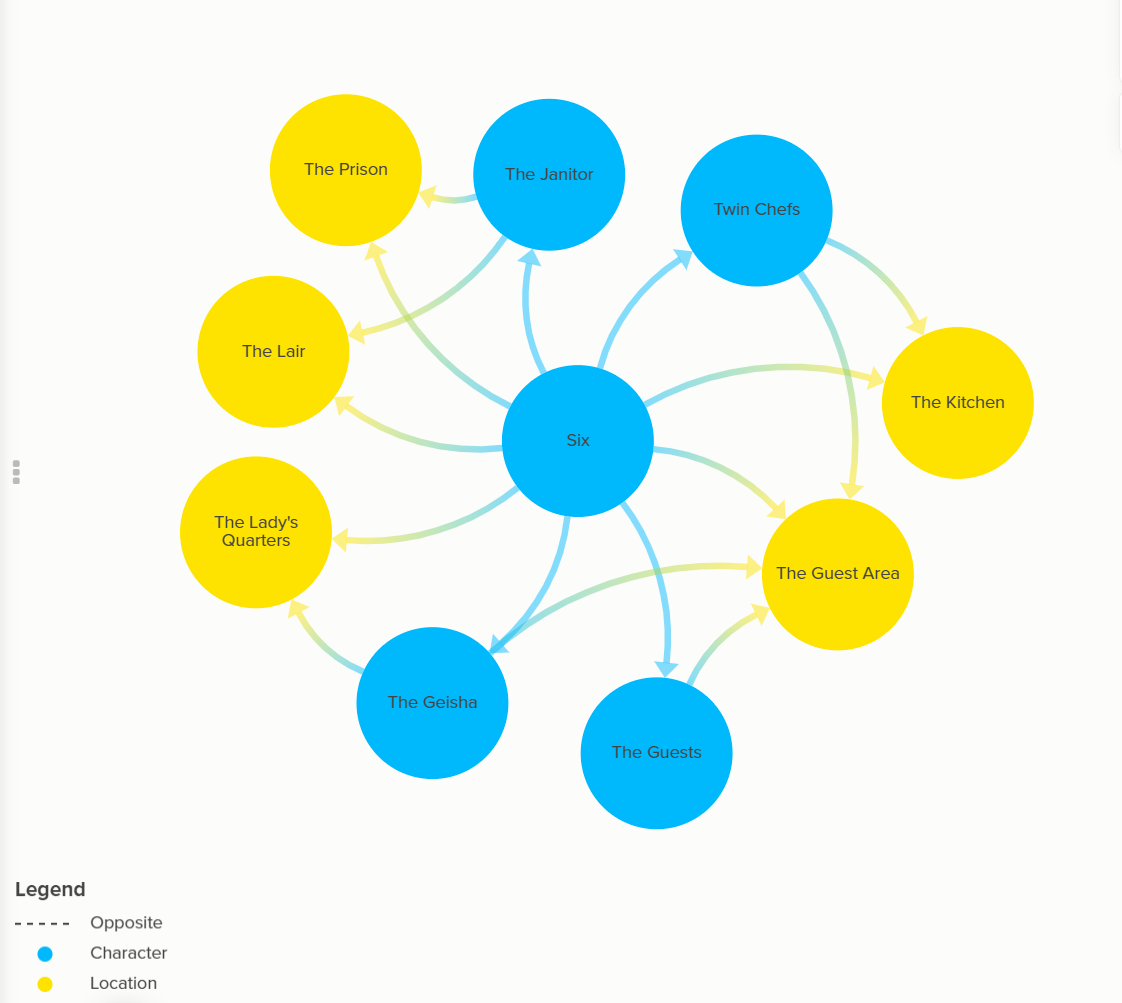 The Prison
The Janitor
Twin Chefs
The Lair
The Kitchen
Six
The Lady's
Quarters
The Guest Area
The Geisha
The Guests
Legend
Opposite
Character
Location